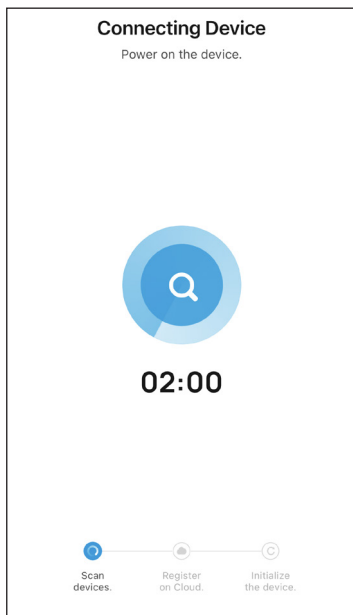 Connecting Device
Power on the device.
02:00
Scan
devices.
Register
on Cloud.
Initialize
the device.